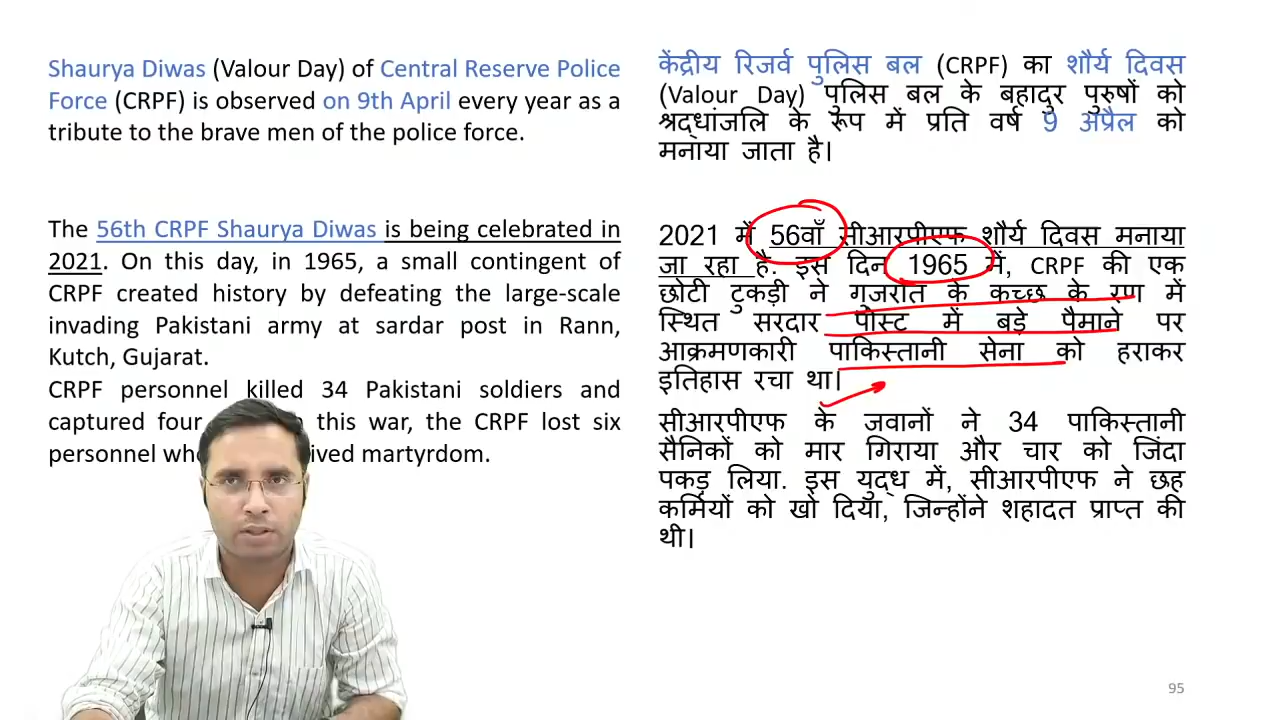 Shaurya Diwas (Valour Day) of Central Reserve Police
Force (CRPF) is observed on 9th April every year as a
tribute to the brave men of the police force.
The 56th CRPF Shaurya Diwas is being celebrated in
2021. On this day, in 1965, a small contingent of
CRPF created history by defeating the large-scale
invading Pakistani army at sardar post in Rann,
Kutch, Gujarat.
CRPF personnel killed 34 Pakistani soldiers and
captured four this war, the CRPF lost six
personnel ived martyrdom.
केंद्रीय रिजर्व पुलिस बल (CRPF) का शौर्य दिवस
(Valour Day) पुलिस बल के बहादुर पुरुषों को
श्रद्धांजलि के रूप में प्रति वर्ष 9 अप्रैल को
मनाया जाता है।
2021 में 56वाँ सीआरपीएफ शौर्य दिवस मनाया
जा रहा है. इस दिन 1965 में, CRPF की एक
छोटी टुकड़ी ने गुजरात के कच्छ के रण में
स्थित सरदार पोस्ट में बड़े पैमाने पर
आक्रमणकारी पाकिस्तानी सेना को हराकर
इतिहास रचा था।
सीआरपीएफ के जवानों ने 34 पाकिस्तानी
सैनिकों को मार गिराया और चार को जिंदा
पकड़ लिया. इस युद्ध में, सीआरपीएफ ने छह
कर्मियों को खो दिया, जिन्होंने शहादत प्राप्त की
थी।
95